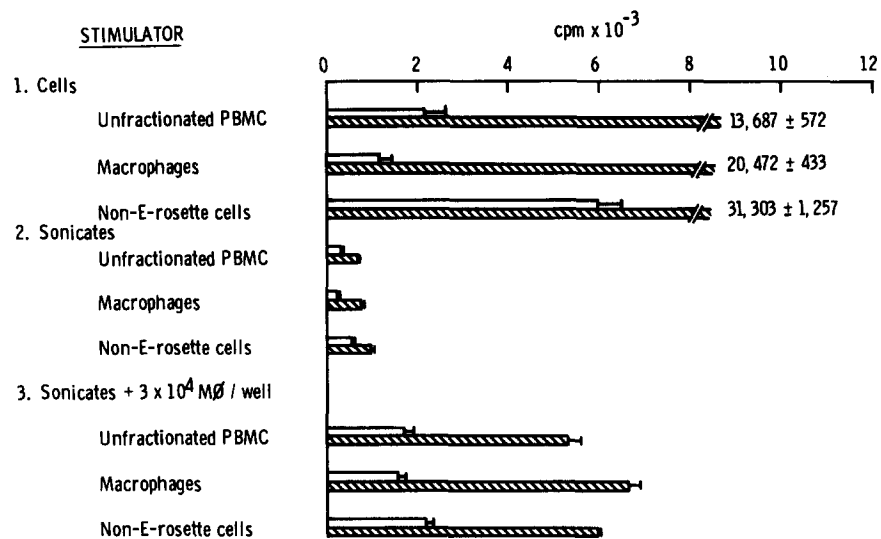 STIMULATOR
cpm x 10-3
0 2 4 6 8 10 12
1. Cells
Unfractionated PBMC
13,687 ± 572
Macrophages
20,472 ± 433
Non-E-rosette cells
31,303 ± 1,257
2. Sonicates
Unfractionated PBMC
Macrophages
Non-E-rosette cells
3. Sonicates + 3 x 104 MØ / well
Unfractionated PBMC
Macrophages
Non-E-rosette cells